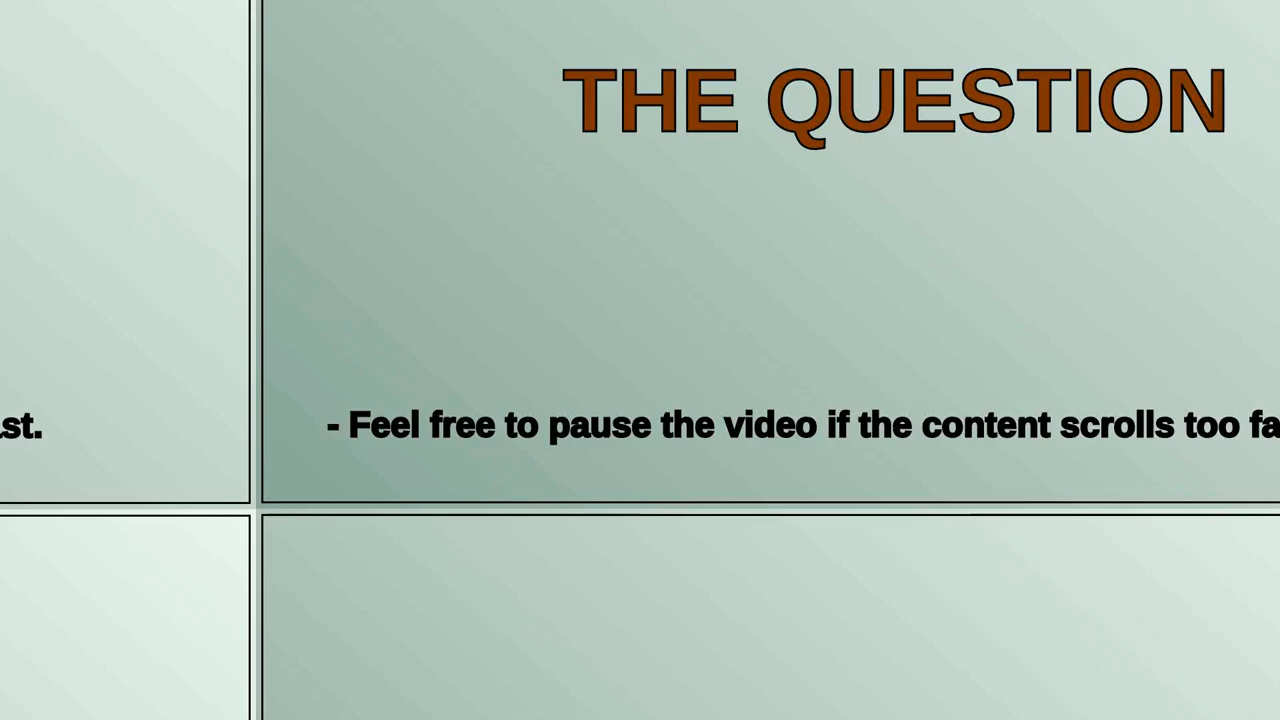 THE QUESTION
st.
- Feel free to pause the video if the content scrolls too fa